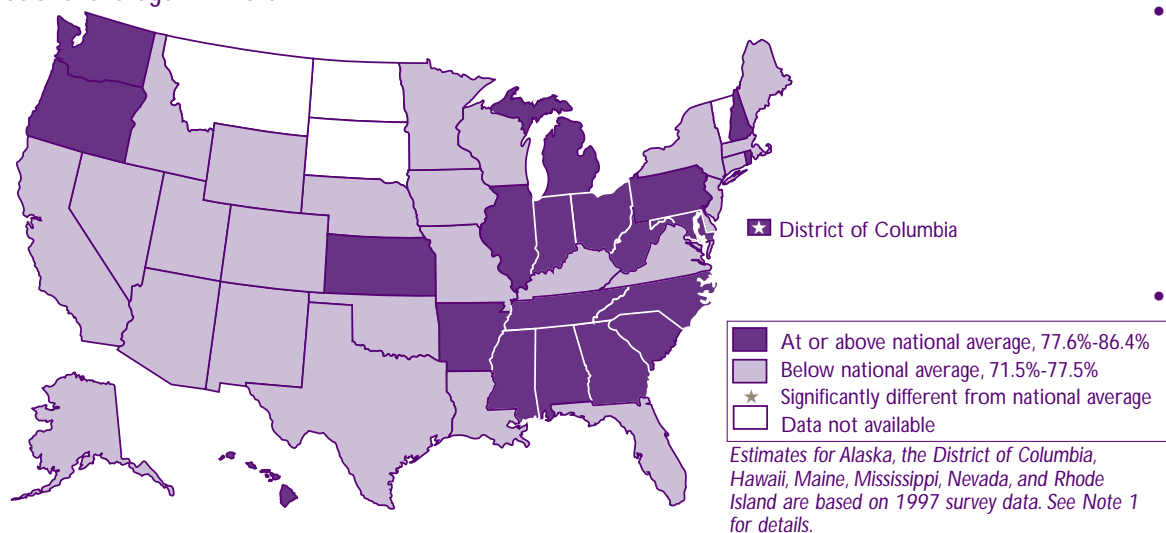 District of Columbia
At or above national average, 77.6%-86.4%
Below national average, 71.5%-77.5%
Significantly different from national average
Data not available
Estimates for Alaska, the District of Columbia,
Hawaii, Maine, Mississippi, Nevada, and Rhode
Island are based on 1997 survey data. See Note 1
for details.